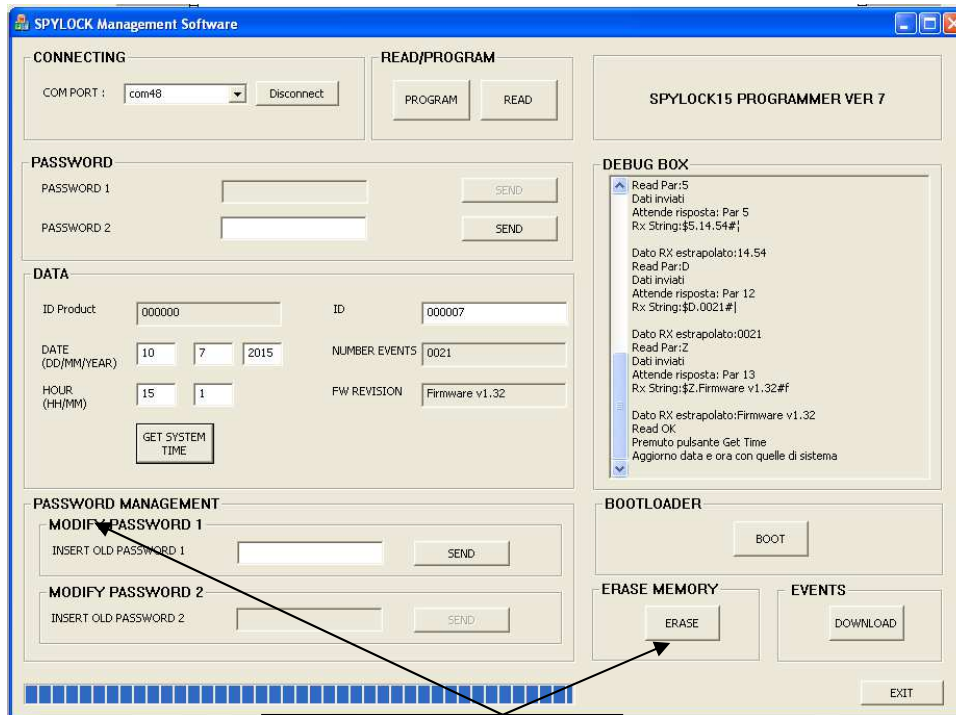 SPYLOCK Management Software
CONNECTING
COM PORT :
com48
Disconnect
READ/PROGRAM
PROGRAM
READ
SPYLOCK15 PROGRAMMER VER 7
PASSWORD
PASSWORD 1
SEND
PASSWORD 2
SEND
DEBUG BOX
Read Par:5
Dati inviati
Attende risposta: Par 5
Rx String:$5.14.54#¦
Dato RX estrapolato:14.54
Read Par:D
Dati inviati
Attende risposta: Par 12
Rx String:$D.0021#|
Dato RX estrapolato:0021
Read Par:Z
Dati inviati
Attende risposta: Par 13
Rx String:$Z.Firmware v1.32#f
Dato RX estrapolato:Firmware v1.32
Read OK
Premuto pulsante Get Time
Aggiorno data e ora con quelle di sistema
DATA
ID Product
000000
ID
000007
DATE
(DD/MM/YEAR)
10
7
2015
NUMBER EVENTS
0021
HOUR
(HH/MM)
15
1
FW REVISION
Firmware v1.32
GET SYSTEM
TIME
PASSWORD MANAGEMENT
MODIFY PASSWORD 1
INSERT OLD PASSWORD 1
SEND
MODIFY PASSWORD 2
INSERT OLD PASSWORD 2
SEND
BOOTLOADER
BOOT
ERASE MEMORY
ERASE
EVENTS
DOWNLOAD
EXIT